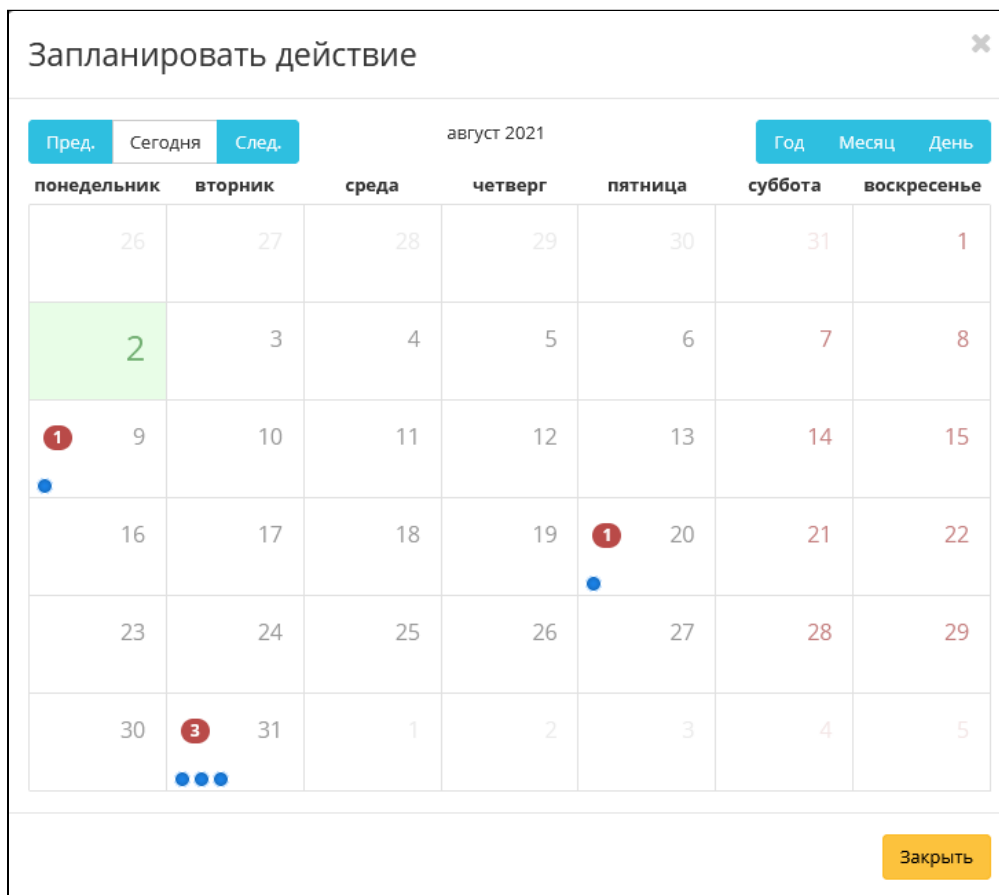 Запланировать действие ✖
Пред. Сегодня След. август 2021 Год Месяц День
понедельник вторник среда четверг пятница суббота воскресенье
26 27 28 29 30 31 1
2 3 4 5 6 7 8
1 9 10 11 12 13 14 15
16 17 18 19 1 20 21 22
23 24 25 26 27 28 29
30 3 31 1 2 3 4 5
Закрыть